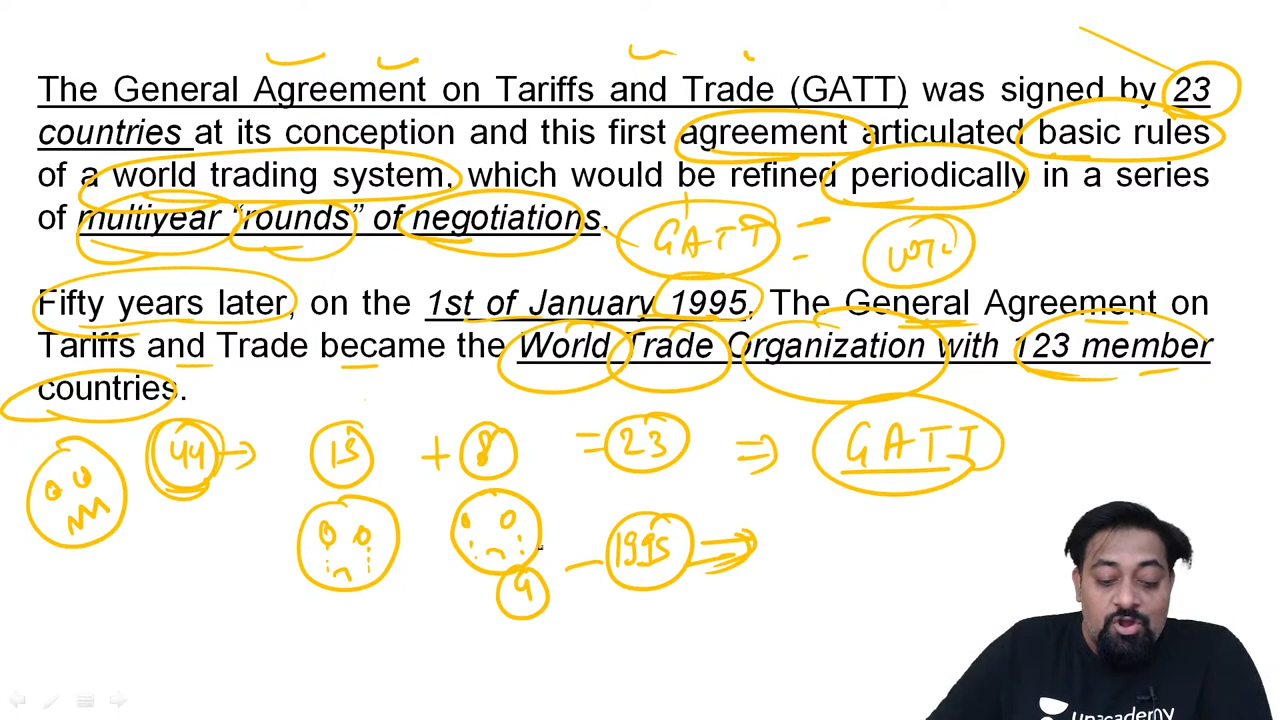 The General Agreement on Tariffs and Trade (GATT) was signed by 23
countries at its conception and this first agreement articulated basic rules
of a world trading system, which would be refined periodically in a series
of multiyear “rounds” of negotiations.
GATT = WTO
Fifty years later, on the 1st of January 1995, The General Agreement on
Tariffs and Trade became the World Trade Organization with 123 member
countries.
44 → 15 + 8 = 23 ⇒ GATT
1995
9
unacademy